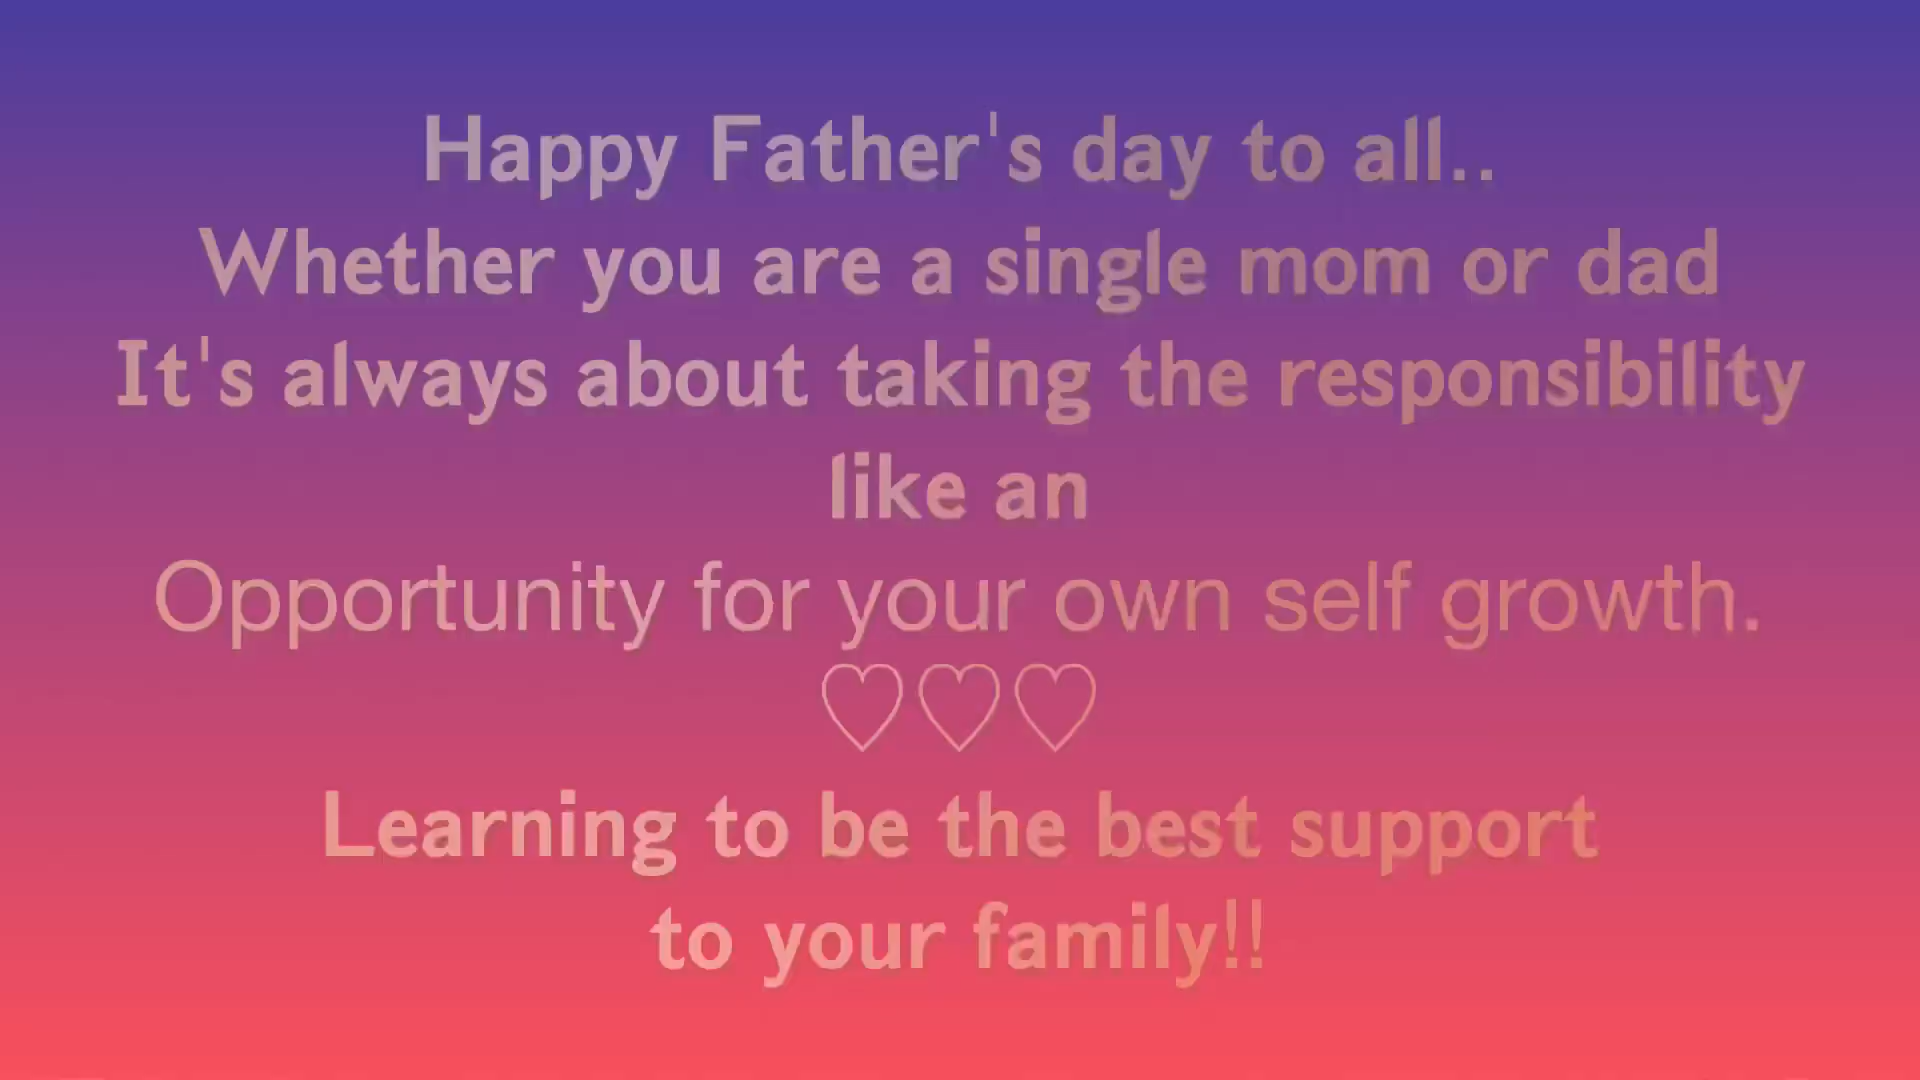 Happy Father's day to all..
Whether you are a single mom or dad
It's always about taking the responsibility
like an
Opportunity for your own self growth.
♡♡♡
Learning to be the best support
to your family!!